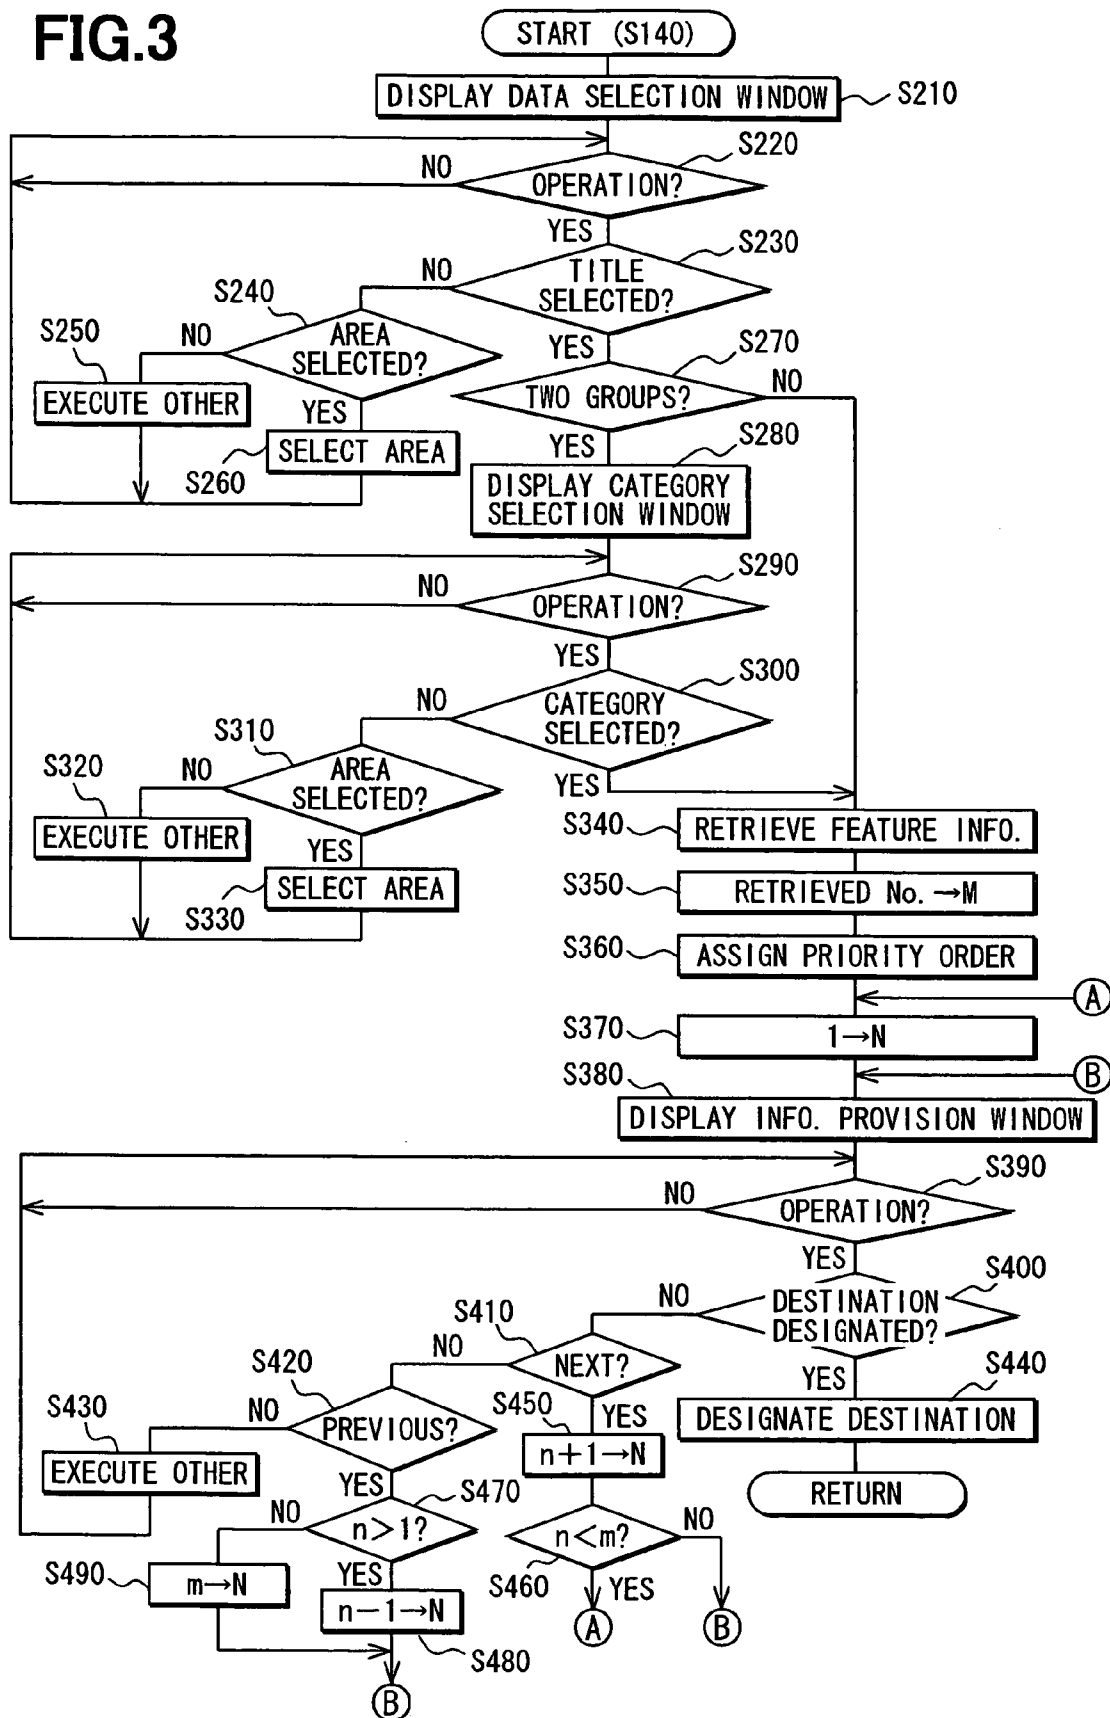 FIG.3
START (S140)
DISPLAY DATA SELECTION WINDOW
S210
S220
NO
OPERATION?
YES
S230
NO
TITLE
SELECTED?
S240
YES
S270
S250
NO
AREA
SELECTED?
TWO GROUPS?
NO
EXECUTE OTHER
YES
YES
S280
SELECT AREA
S260
DISPLAY CATEGORY
SELECTION WINDOW
S290
NO
OPERATION?
YES
S300
NO
CATEGORY
SELECTED?
S310
S320
NO
AREA
SELECTED?
YES
EXECUTE OTHER
YES
S340
RETRIEVE FEATURE INFO.
SELECT AREA
S330
S350
RETRIEVED No.→M
S360
ASSIGN PRIORITY ORDER
A
S370
1→N
S380
B
DISPLAY INFO. PROVISION WINDOW
S390
NO
OPERATION?
YES
S400
NO
DESTINATION
DESIGNATED?
S410
NO
NEXT?
S420
YES
S440
S450
S430
NO
PREVIOUS?
YES
DESIGNATE DESTINATION
n+1→N
EXECUTE OTHER
YES
S470
RETURN
NO
n>1?
n<m?
NO
S490
m→N
YES
S460
YES
n-1→N
A
B
S480
B